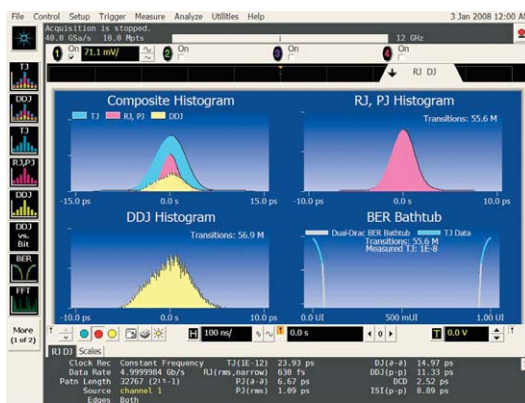 File Control Setup Trigger Measure Analyze Utilities Help 3 Jan 2008 12:00 AM
Acquisition is stopped.
40.0 GSa/s 10.0 Mpts
1
12 GHz
1 On 71.1 mV/ 2 On 3 On 4 On
RJ DJ
TJ
DDJ
TJ
RJ,PJ
DDJ
DDJ
vs.
Bit
BER
FFT
More
(1 of 2)
Composite Histogram
TJ RJ, PJ DDJ
-15.0 ps 0.0 s 15.0 ps
RJ, PJ Histogram
Transitions: 55.6 M
-10.0 ps 0.0 s 10.0 ps
DDJ Histogram
Transitions: 56.9 M
-10.0 ps 0.0 s 10.0 ps
BER Bathtub
Dual-Dirac BER Bathtub TJ Data
Transitions: 55.6 M
Measured TJ: 1E-8
0.0 UI 500 mUI 1.00 UI
H 100 ns/ 0.0 s 0 T 0.0 V
RJ DJ Scales
Clock Rec Constant Frequency TJ(1E-12) 23.93 ps DJ(∂-∂) 14.97 ps
Data Rate 4.9999984 Gb/s RJ(rms,narrow) 630 fs DDJ(p-p) 11.33 ps
Patn Length 32767 (2¹⁵-1) PJ(∂-∂) 6.67 ps DCD 2.52 ps
Source channel 1 PJ(rms) 1.09 ps ISI(p-p) 8.89 ps
Edges Both